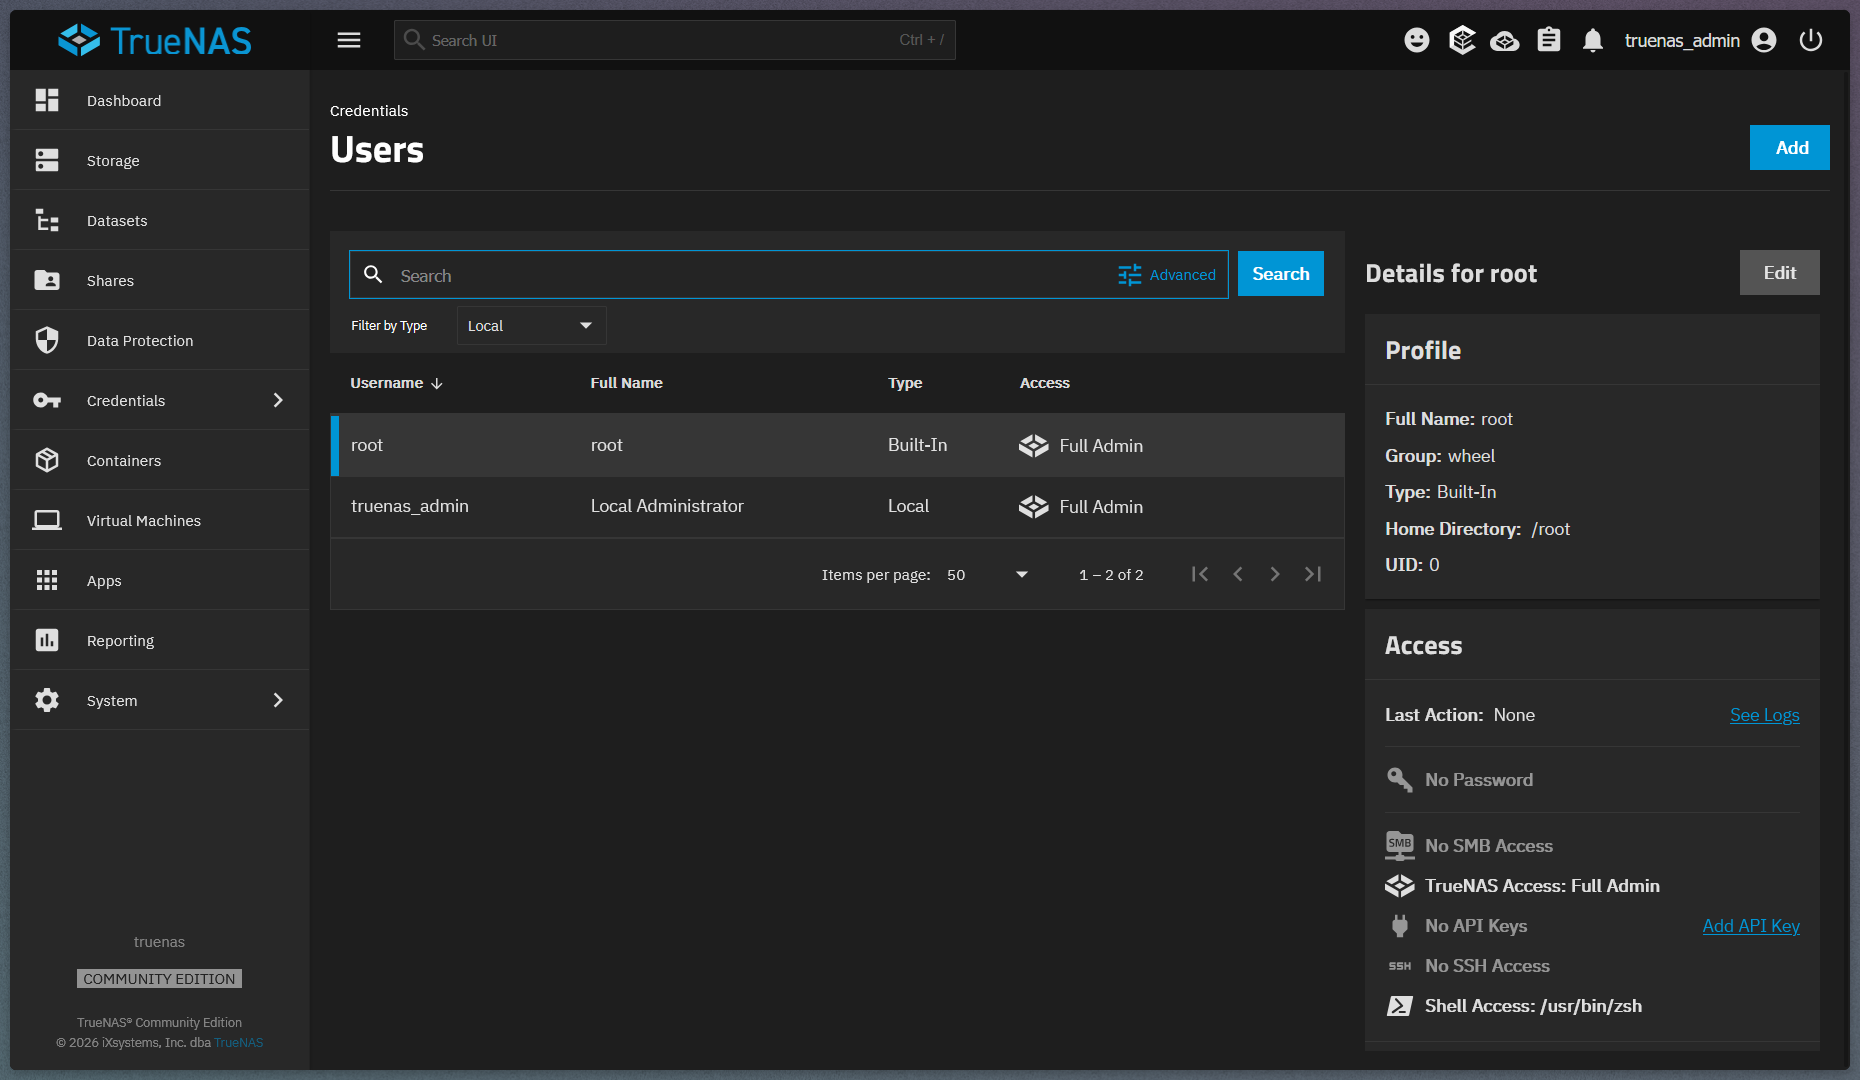 TrueNAS
Search UI
Ctrl + /
truenas_admin
Dashboard
Storage
Datasets
Shares
Data Protection
Credentials
Containers
Virtual Machines
Apps
Reporting
System
truenas
COMMUNITY EDITION
TrueNAS® Community Edition
© 2026 iXsystems, Inc. dba TrueNAS
Credentials
Users
Add
Search
Advanced
Search
Filter by Type
Local
Username
Full Name
Type
Access
root
root
Built-In
Full Admin
truenas_admin
Local Administrator
Local
Full Admin
Items per page:
50
1 – 2 of 2
Details for root
Edit
Profile
Full Name: root
Group: wheel
Type: Built-In
Home Directory: /root
UID: 0
Access
Last Action: None
See Logs
No Password
SMB
No SMB Access
TrueNAS Access: Full Admin
No API Keys
Add API Key
SSH
No SSH Access
Shell Access: /usr/bin/zsh